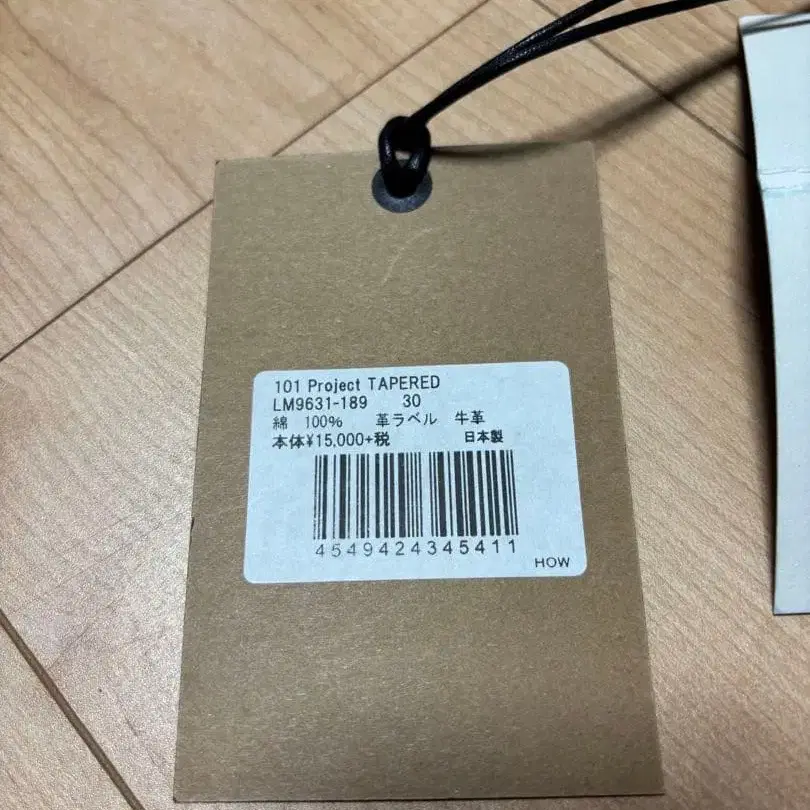 101 Project TAPERED
LM9631-189 30
綿 100% 革ラベル 牛革
本体¥15,000+税 日本製
4549424345411
HOW